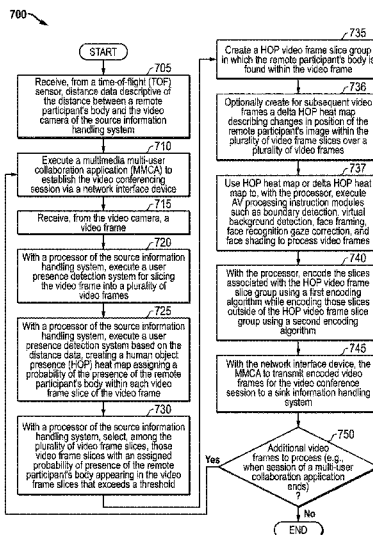 700
START
705
Receive, from a time-of-flight (TOF)
sensor, distance data descriptive of
the distance between a remote
participant's body and the video
camera of the source information
handling system
710
Execute a multimedia multi-user
collaboration application (MMCA) to
establish the video conferencing
session via a network interface device
715
Receive, from the video camera, a
video frame
720
With a processor of the source information
handling system, execute a user
presence detection system for slicing
the video frame into a plurality of
video frames
725
With a processor of the source information
handling system, execute a user
presence detection system based on the
distance data, creating a human object
presence (HOP) heat map assigning a
probability of the presence of the remote
participant's body within each
video frame slice of the video frame
730
With a processor of the source information
handling system, select, among the
plurality of video frame slices, those
video frame slices with an assigned
probability of presence of the remote
participant's body appearing in the video
frame slices that exceeds a threshold
735
Create a HOP video frame slice group
in which the remote participant's body is
found within the video frame
736
Optionally create for subsequent video
frames a delta HOP heat map
describing changes in position of the
remote participant's image within the
plurality of video frame slices over a
plurality of video frames
737
Use HOP heat map or delta HOP heat
map to, with the processor, execute
AV processing instruction modules
such as boundary detection, virtual
background detection, face framing,
face recognition gaze correction, and
face shading to process video frames
740
With the processor, encode the slices
associated with the HOP video frame
slice group using a first encoding
algorithm while encoding those slices
outside of the HOP video frame slice
group using a second encoding
algorithm
745
With the network interface device, the
MMCA to transmit encoded video
frames for the video conference
session to a sink information handling
system
750
Additional video
frames to process (e.g.,
when session of a multi-user
collaboration application
ends)
?
Yes
No
END